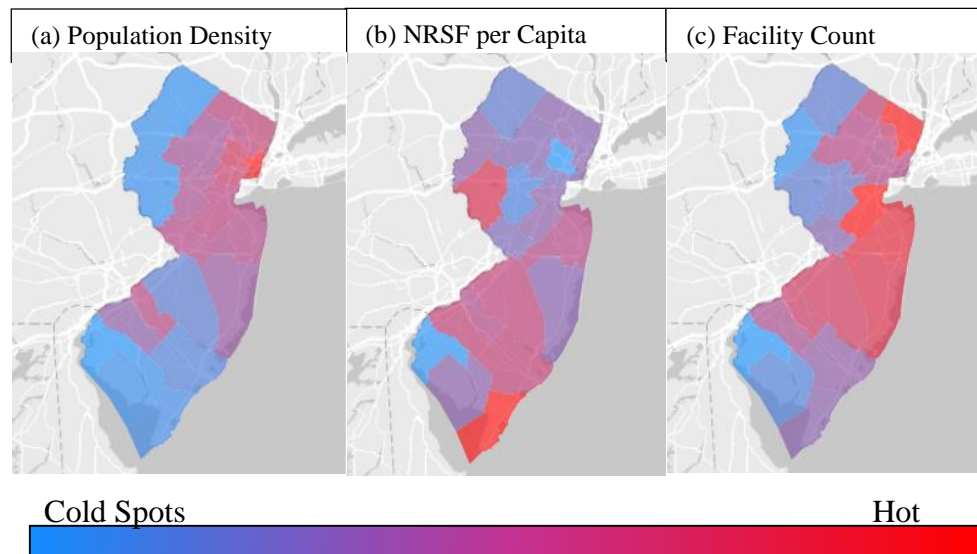 (a) Population Density
(b) NRSF per Capita
(c) Facility Count
Cold Spots
Hot